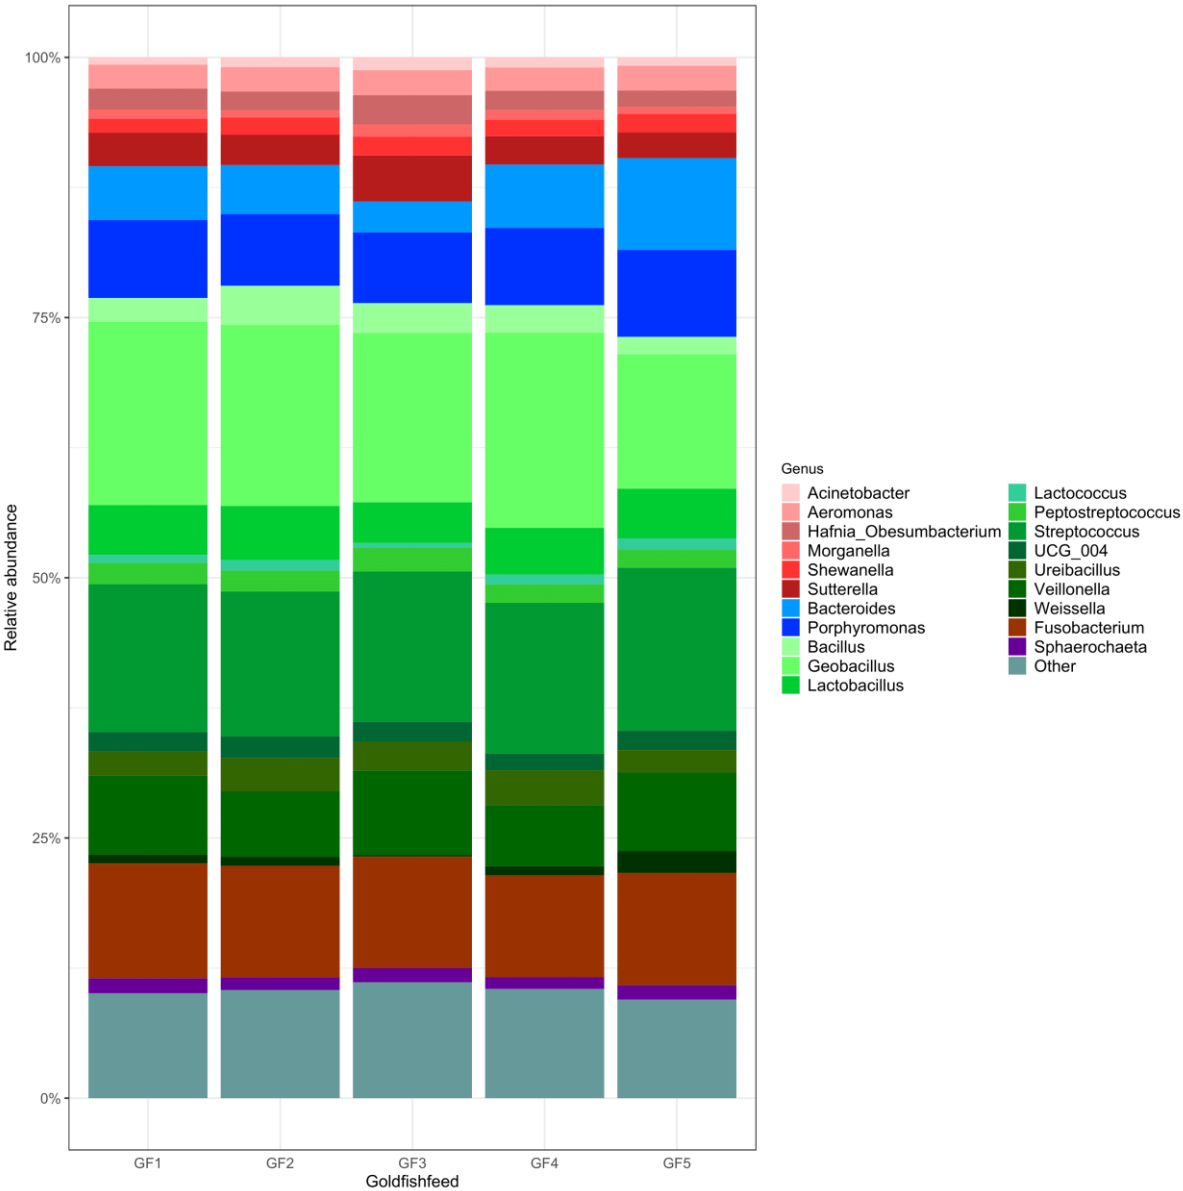 100%
75%
50%
25%
0%
Relative abundance
GF1
GF2
GF3
GF4
GF5
Goldfishfeed
Genus
Acinetobacter
Aeromonas
Hafnia_Obesumbacterium
Morganella
Shewanella
Sutterella
Bacteroides
Porphyromonas
Bacillus
Geobacillus
Lactobacillus
Lactococcus
Peptostreptococcus
Streptococcus
UCG_004
Ureibacillus
Veillonella
Weissella
Fusobacterium
Sphaerochaeta
Other